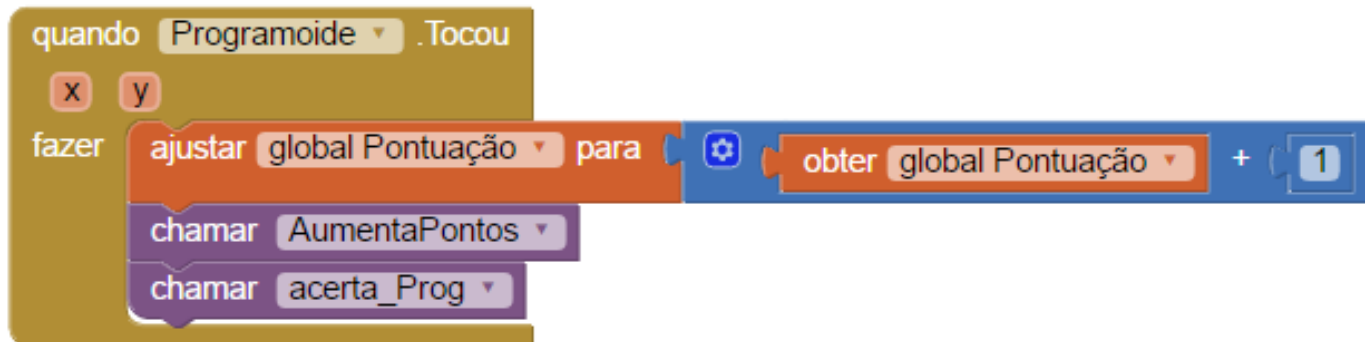 quando Programoide .Tocou
x y
fazer ajustar global Pontuação para obter global Pontuação + 1
chamar AumentaPontos
chamar acerta_Prog